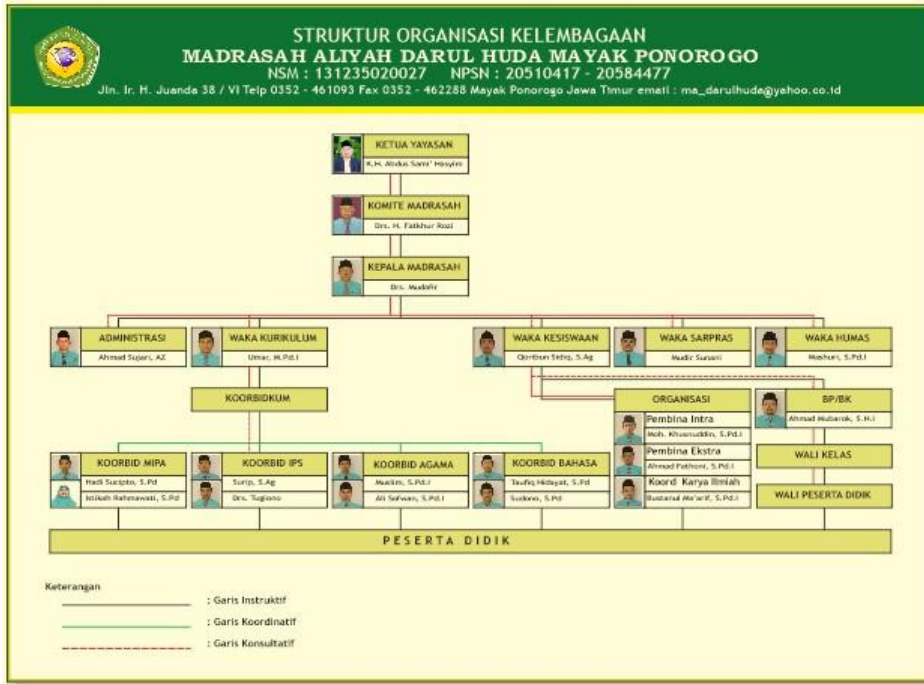 STRUKTUR ORGANISASI KELEMBAGAAN
MADRASAH ALIYAH DARUL HUDA MAYAK PONOROGO
NSM : 131235020027 NPSN : 20510417 - 20584477
Jln. Ir. H. Juanda 38 / VI Telp 0352 - 461093 Fax 0352 - 462288 Mayak Ponorogo Jawa Timur email : ma_darulhuda@yahoo.co.id
KETUA YAYASAN
K.H. Abdus Sami' Hasyim
KOMITE MADRASAH
Drs. H. Fatkhur Rozi
KEPALA MADRASAH
Drs. Mudafir
ADMINISTRASI
Ahmad Sujari, AZ
WAKA KURIKULUM
Umar, M.Pd.I
WAKA KESISWAAN
Qoribun Sidiq, S.Ag
WAKA SARPRAS
Mudir Sunani
WAKA HUMAS
Mashuri, S.Pd.I
KOORBIDKUM
ORGANISASI
Pembina Intra
Moh. Khusnuddin, S.Pd.I
Pembina Ekstra
Ahmad Fathoni, S.Pd.I
Koord Karya Ilmiah
Bustanul Ma'arif, S.Pd.I
BP/BK
Ahmad Mubarok, S.H.I
WALI KELAS
WALI PESERTA DIDIK
KOORBID MIPA
Hadi Sucipto, S.Pd
Istikah Rahmawati, S.Pd
KOORBID IPS
Surip, S.Ag
Drs. Tugiono
KOORBID AGAMA
Muslim, S.Pd.I
Ali Sofwan, S.Pd.I
KOORBID BAHASA
Taufiq Hidayat, S.Pd
Sudono, S.Pd
PESERTA DIDIK
Keterangan
: Garis Instruktif
: Garis Koordinatif
: Garis Konsultatif